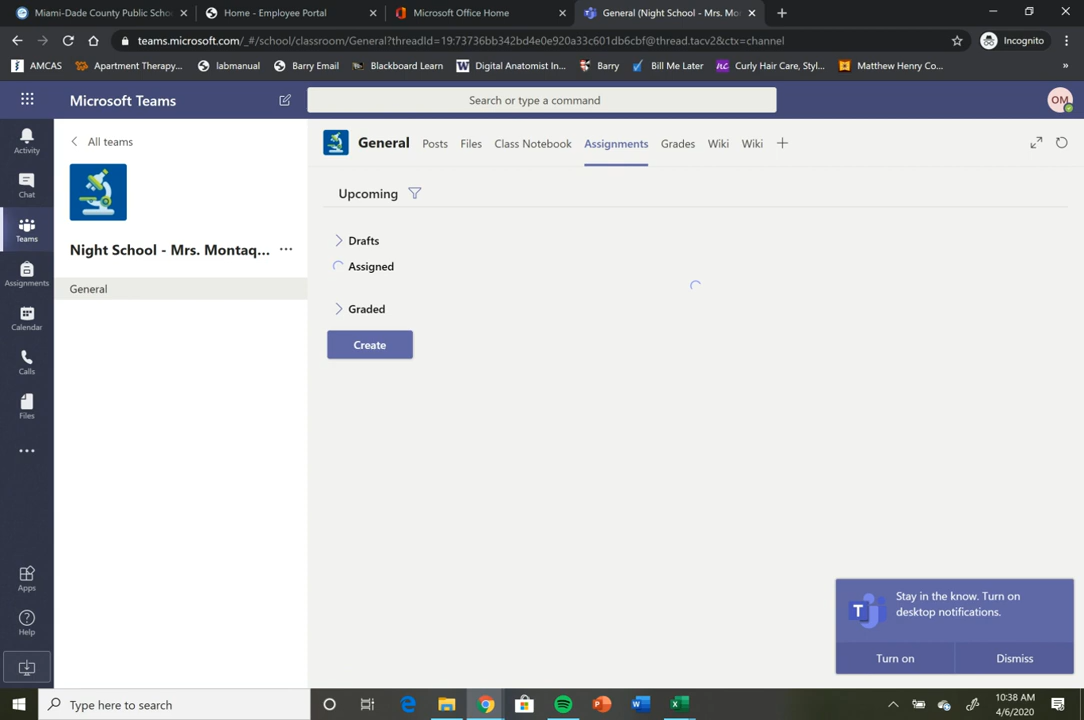 Miami-Dade County Public Scho
Home - Employee Portal
Microsoft Office Home
General (Night School - Mrs. Mon
teams.microsoft.com/_#/school/classroom/General?threadId=19:73736bb342bd4e0e920a33c601db6cbf@thread.tacv2&ctx=channel
Incognito
AMCAS
Apartment Therapy...
labmanual
Barry Email
Blackboard Learn
Digital Anatomist In...
Barry
Bill Me Later
Curly Hair Care, Styl...
Matthew Henry Co...
»
Microsoft Teams
Search or type a command
OM
Activity
Chat
Teams
Assignments
Calendar
Calls
Files
Apps
Help
All teams
Night School - Mrs. Montaq...
General
General
Posts
Files
Class Notebook
Assignments
Grades
Wiki
Wiki
Upcoming
Drafts
Assigned
Graded
Create
Stay in the know. Turn on
desktop notifications.
Turn on
Dismiss
Type here to search
10:38 AM
4/6/2020